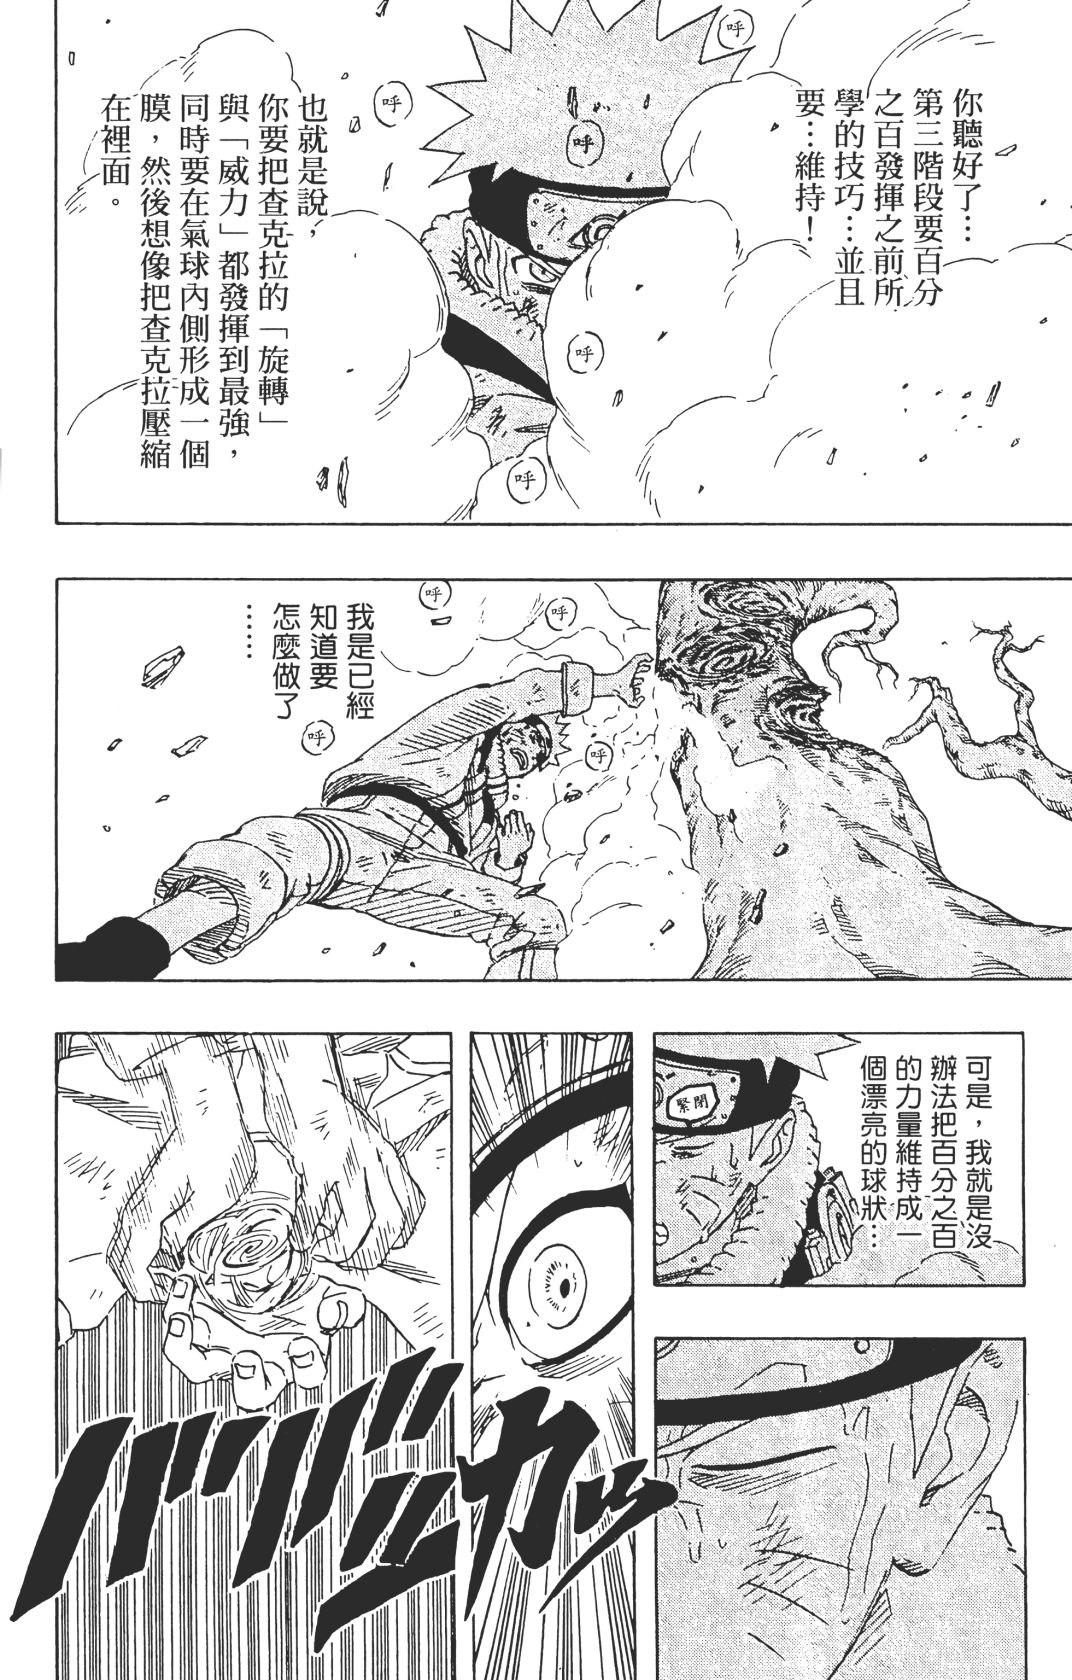 你聽好了…
第三階段要百分
之百發揮之前所
學的技巧…並且
要…維持！
也就是說，
你要把查克拉的「旋轉」
與「威力」都發揮到最強，
同時要在氣球內側形成一個
膜，然後想像把查克拉壓縮
在裡面。
呼
呼
呼
呼
呼
我是已經
知道要
怎麼做了
……
呼
呼
呼
呼
可是，我就是沒
辦法把百分之百
的力量維持成一
個漂亮的球狀…
緊閉
カッ
バババ